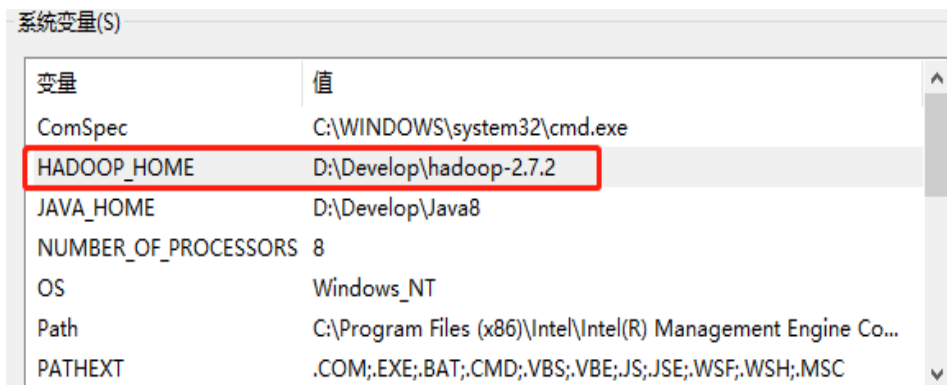 系统变量(S)
变量 值
ComSpec C:\WINDOWS\system32\cmd.exe
HADOOP_HOME D:\Develop\hadoop-2.7.2
JAVA_HOME D:\Develop\Java8
NUMBER_OF_PROCESSORS 8
OS Windows_NT
Path C:\Program Files (x86)\Intel\Intel(R) Management Engine Co...
PATHEXT .COM;.EXE;.BAT;.CMD;.VBS;.VBE;.JS;.JSE;.WSF;.WSH;.MSC